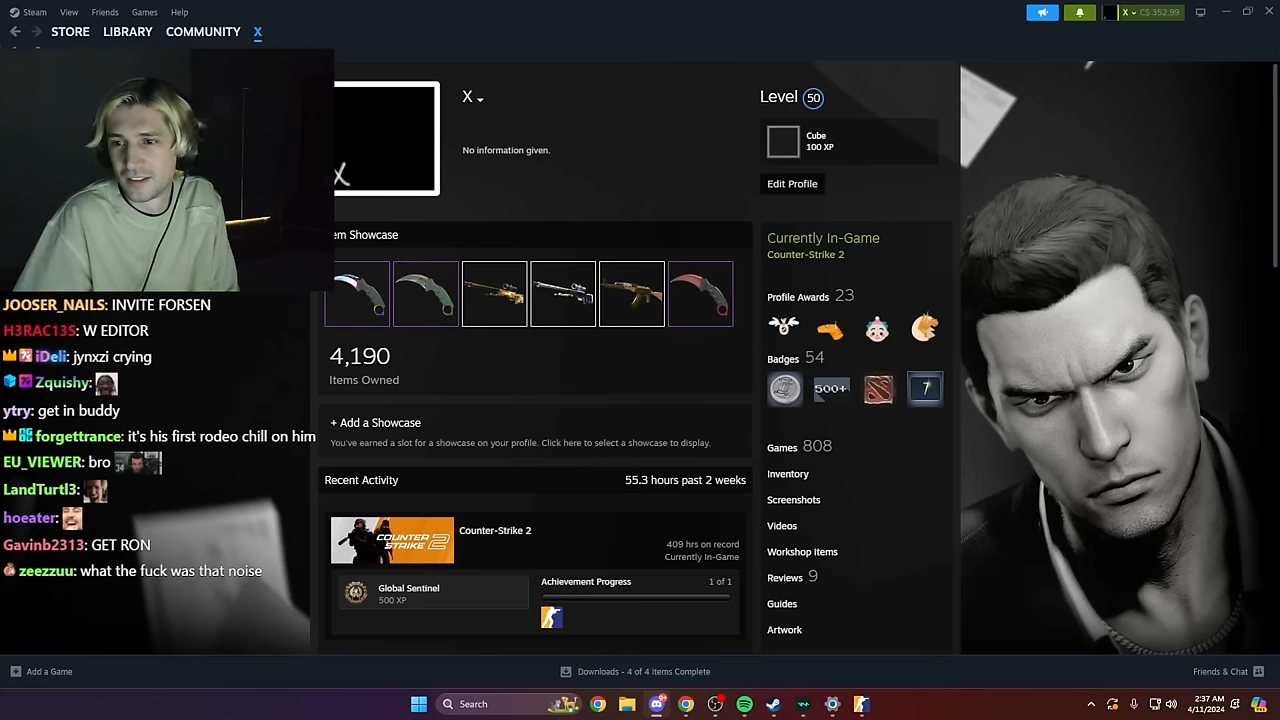 Steam View Friends Games Help
X CS 352.99
STORE LIBRARY COMMUNITY X
X
X
No information given.
Level 50
Cube
100 XP
Edit Profile
em Showcase
4,190
Items Owned
+ Add a Showcase
You've earned a slot for a showcase on your profile. Click here to select a showcase to display.
Recent Activity 55.3 hours past 2 weeks
COUNTER
STRIKE 2
Counter-Strike 2
409 hrs on record
Currently In-Game
Global Sentinel
500 XP
Achievement Progress 1 of 1
Currently In-Game
Counter-Strike 2
Profile Awards 23
Badges 54
500+
7
Games 808
Inventory
Screenshots
Videos
Workshop Items
Reviews 9
Guides
Artwork
JOOSER_NAILS: INVITE FORSEN
H3RAC13S: W EDITOR
iDeli: jynxzi crying
Zquishy:
ytry: get in buddy
forgettrance: it's his first rodeo chill on him
EU_VIEWER: bro
34
LandTurtl3:
hoeater:
Gavinb2313: GET RON
zeezzuu: what the fuck was that noise
Add a Game
Downloads - 4 of 4 Items Complete
Friends & Chat
Search
2:37 AM
4/11/2024